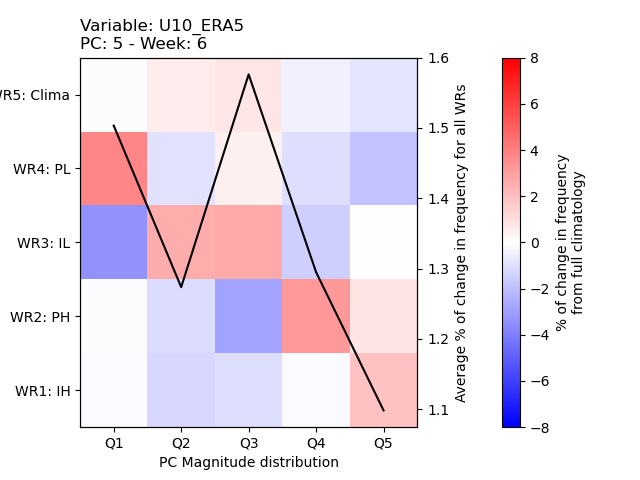 Variable: U10_ERA5
PC: 5 - Week: 6
WR5: Clima
WR4: PL
WR3: IL
WR2: PH
WR1: IH
Q1 Q2 Q3 Q4 Q5
PC Magnitude distribution
1.6
1.5
1.4
1.3
1.2
1.1
Average % of change in frequency for all WRs
8
6
4
2
0
−2
−4
−6
−8
% of change in frequency
from full climatology